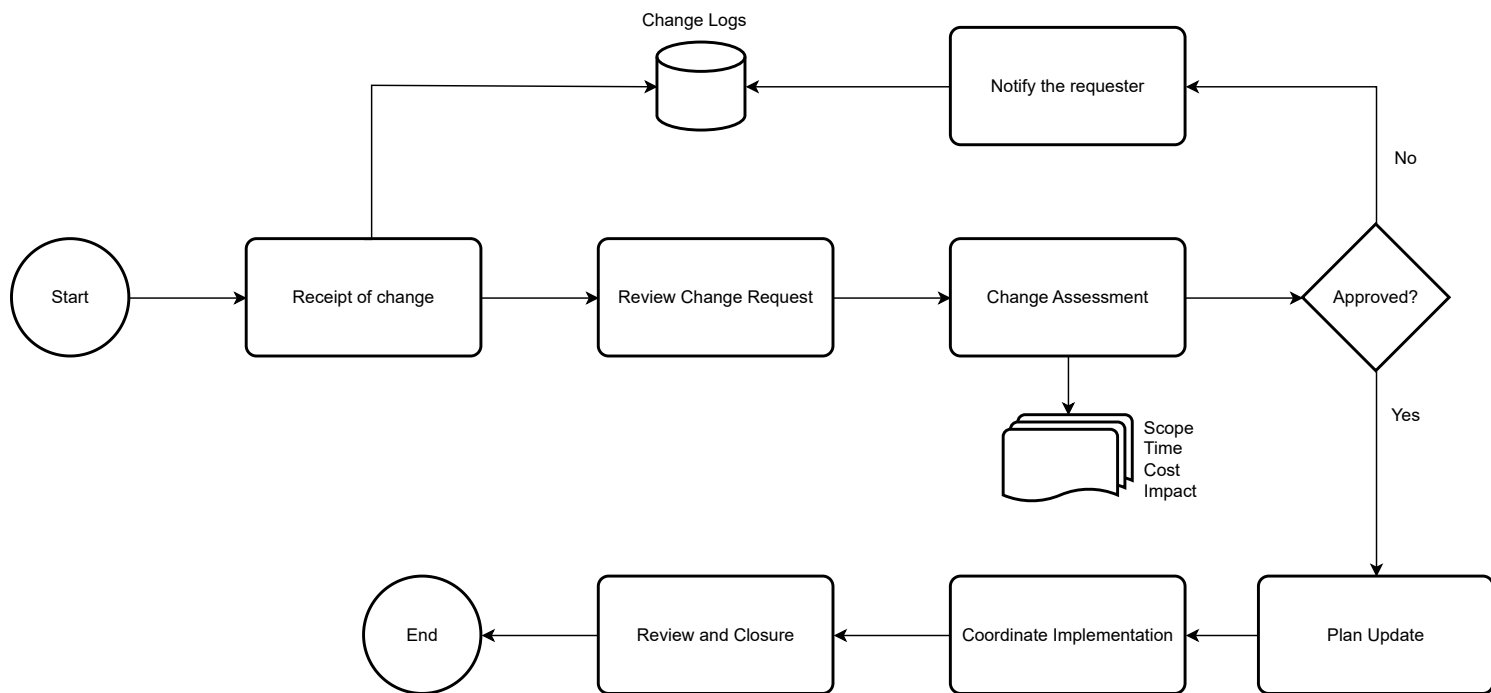 Change Logs
Notify the requester
No
Start
Receipt of change
Review Change Request
Change Assessment
Approved?
Yes
Scope
Time
Cost
Impact
End
Review and Closure
Coordinate Implementation
Plan Update